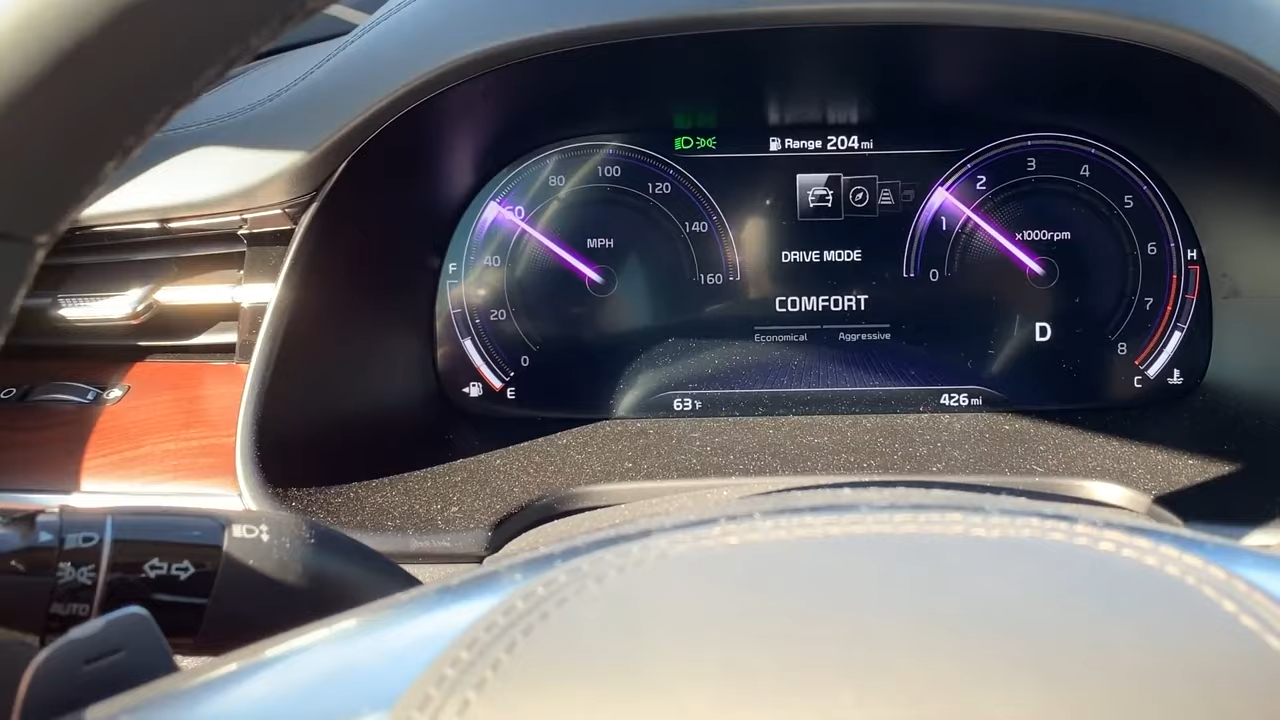 Range 204 mi
80
100
120
60
140
40
MPH
160
20
0
F
E
DRIVE MODE
COMFORT
Economical
Aggressive
3
2
4
1
5
x1000rpm
6
0
7
8
H
C
D
63°F
426 mi
AUTO